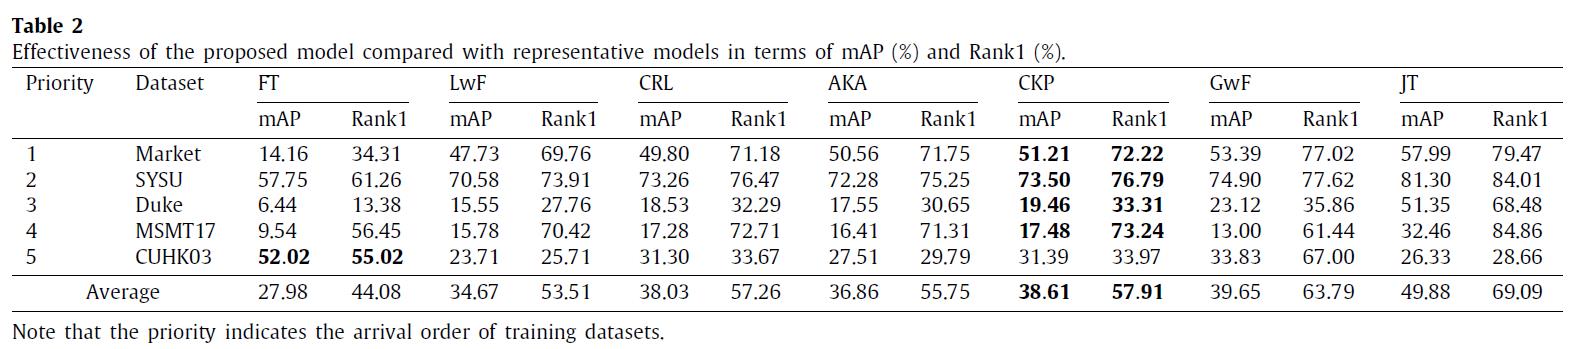 Table 2
Effectiveness of the proposed model compared with representative models in terms of mAP (%) and Rank1 (%).
Priority Dataset FT LwF CRL AKA CKP GwF JT
mAP Rank1 mAP Rank1 mAP Rank1 mAP Rank1 mAP Rank1 mAP Rank1 mAP Rank1
1 Market 14.16 34.31 47.73 69.76 49.80 71.18 50.56 71.75 51.21 72.22 53.39 77.02 57.99 79.47
2 SYSU 57.75 61.26 70.58 73.91 73.26 76.47 72.28 75.25 73.50 76.79 74.90 77.62 81.30 84.01
3 Duke 6.44 13.38 15.55 27.76 18.53 32.29 17.55 30.65 19.46 33.31 23.12 35.86 51.35 68.48
4 MSMT17 9.54 56.45 15.78 70.42 17.28 72.71 16.41 71.31 17.48 73.24 13.00 61.44 32.46 84.86
5 CUHK03 52.02 55.02 23.71 25.71 31.30 33.67 27.51 29.79 31.39 33.97 33.83 67.00 26.33 28.66
Average 27.98 44.08 34.67 53.51 38.03 57.26 36.86 55.75 38.61 57.91 39.65 63.79 49.88 69.09
Note that the priority indicates the arrival order of training datasets.